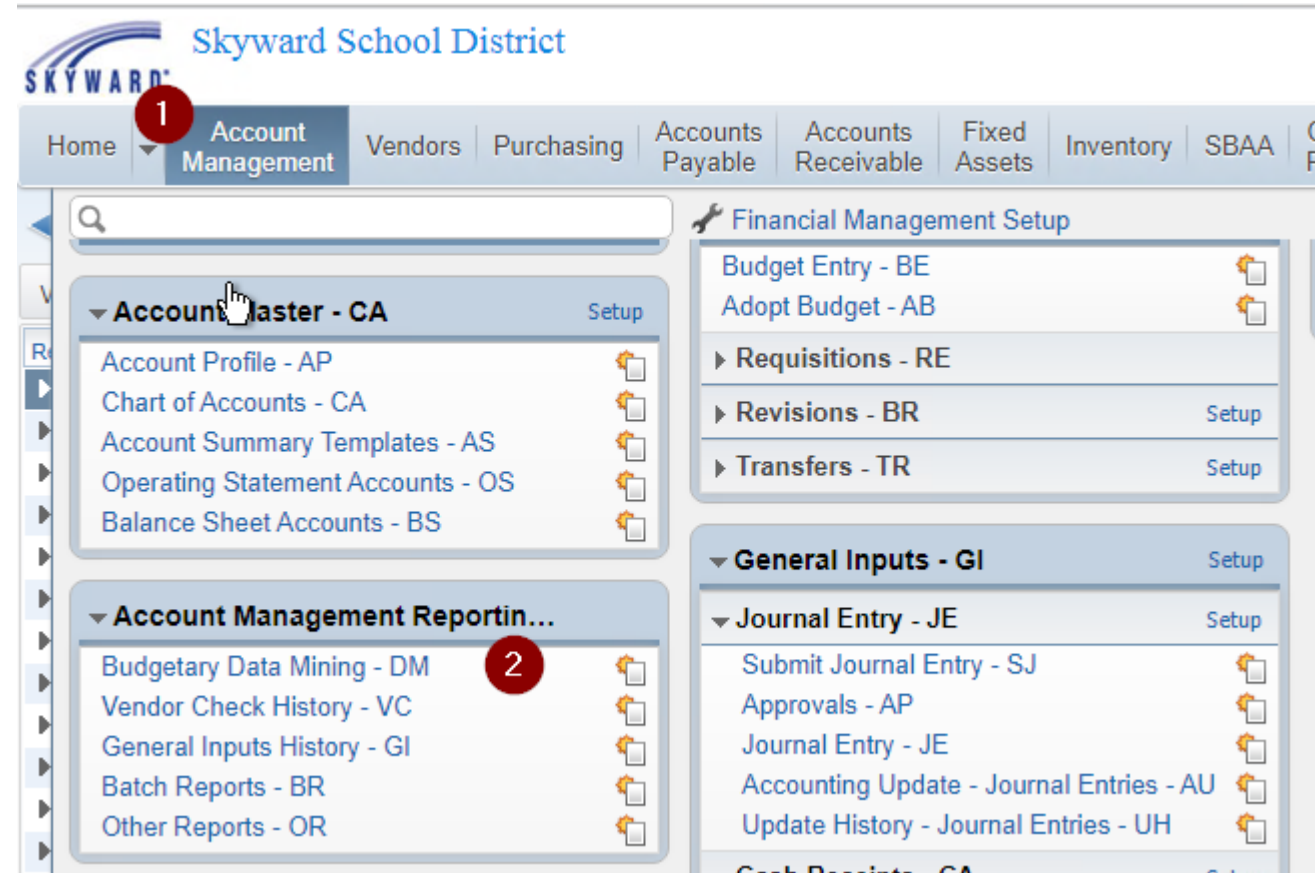 Skyward School District
SKYWARD
1
Home
Account Management
Vendors
Purchasing
Accounts Payable
Accounts Receivable
Fixed Assets
Inventory
SBAA
Financial Management Setup
Account Master - CA
Setup
Account Profile - AP
Chart of Accounts - CA
Account Summary Templates - AS
Operating Statement Accounts - OS
Balance Sheet Accounts - BS
Account Management Reportin...
Budgetary Data Mining - DM
2
Vendor Check History - VC
General Inputs History - GI
Batch Reports - BR
Other Reports - OR
Budget Entry - BE
Adopt Budget - AB
Requisitions - RE
Revisions - BR
Setup
Transfers - TR
Setup
General Inputs - GI
Setup
Journal Entry - JE
Setup
Submit Journal Entry - SJ
Approvals - AP
Journal Entry - JE
Accounting Update - Journal Entries - AU
Update History - Journal Entries - UH
Cash Receipts - CA